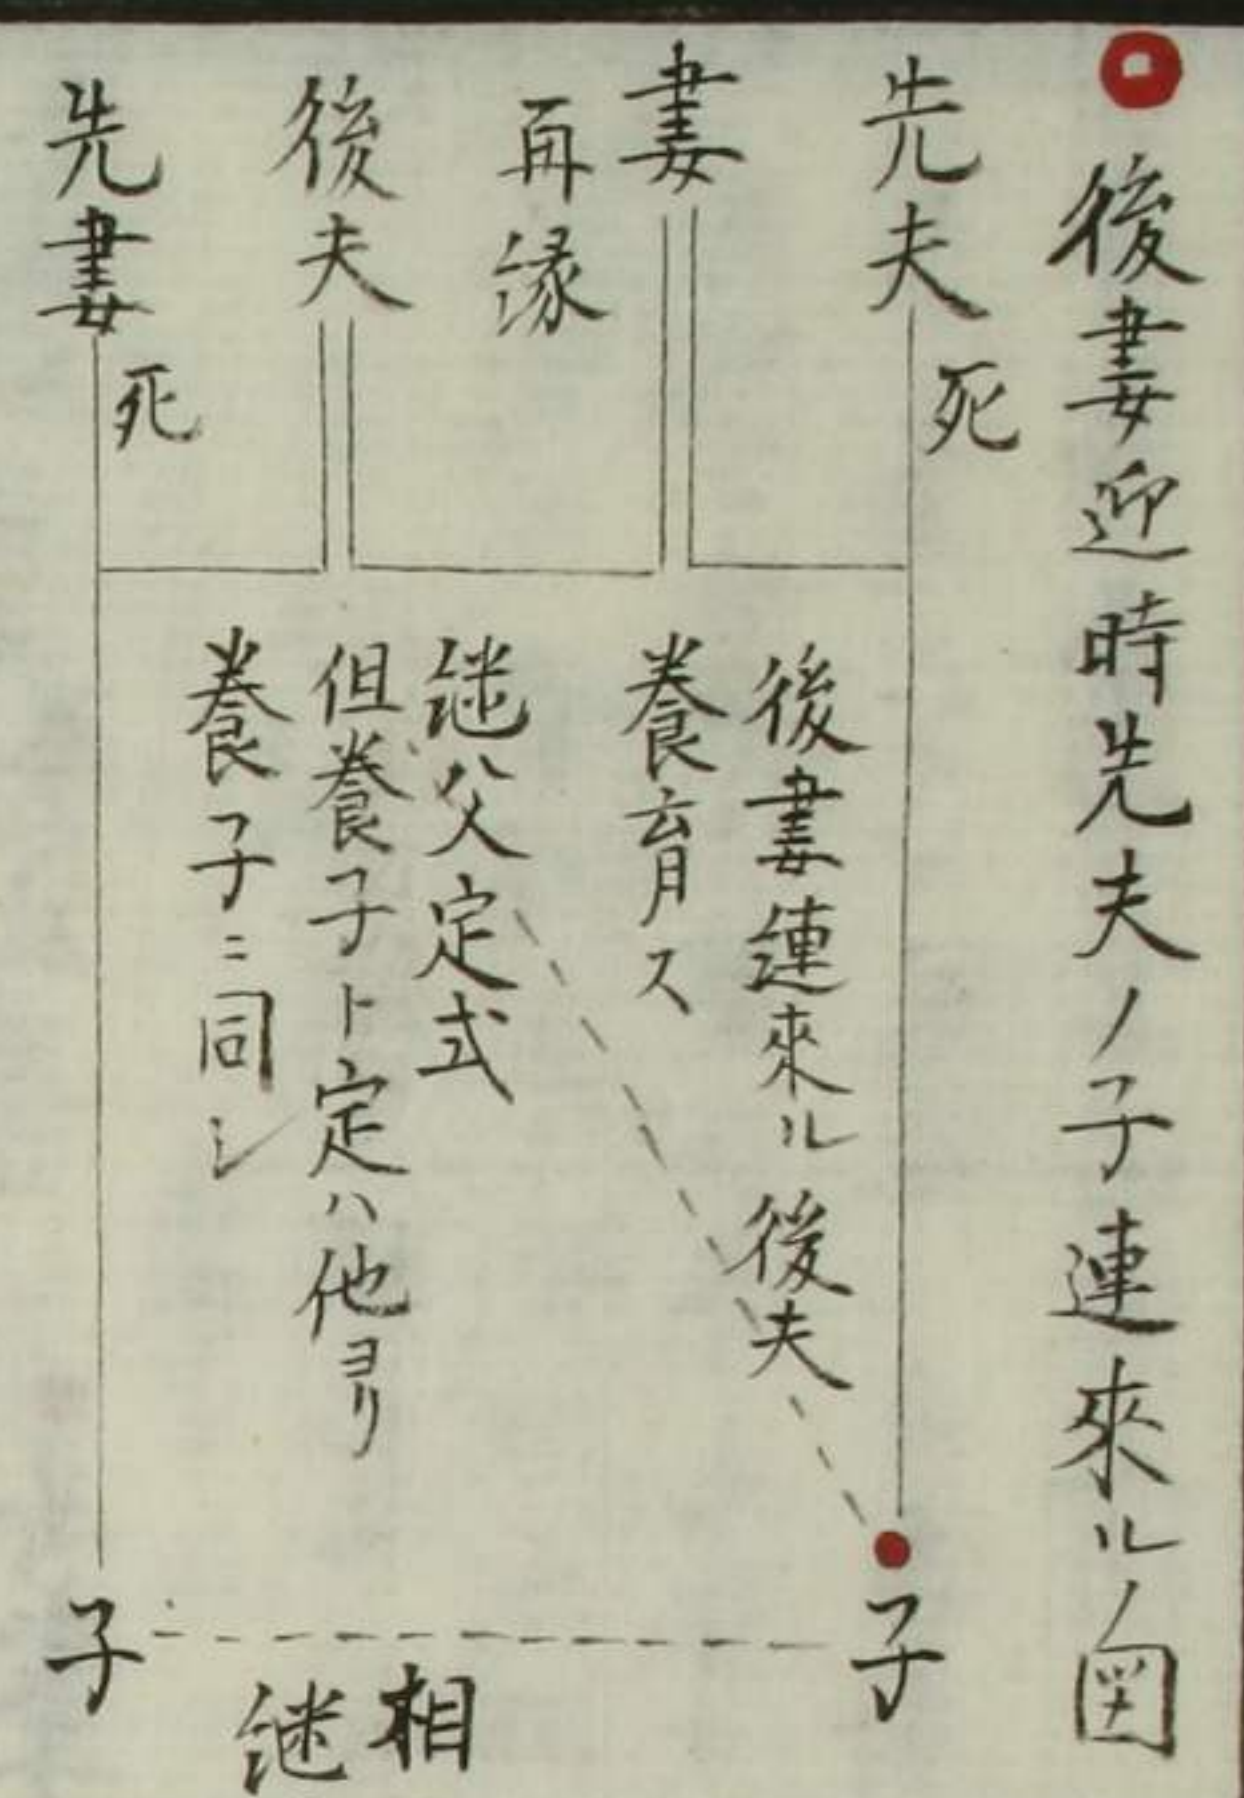 後妻迎時先夫ノ子連來ルノ圖
先夫
死
妻
再縁
後夫
先妻
死
後妻連來ル後夫
養育ス
継父定式
但養子ト定ハ他ヨリ
養子ニ同シ
子
相継
子